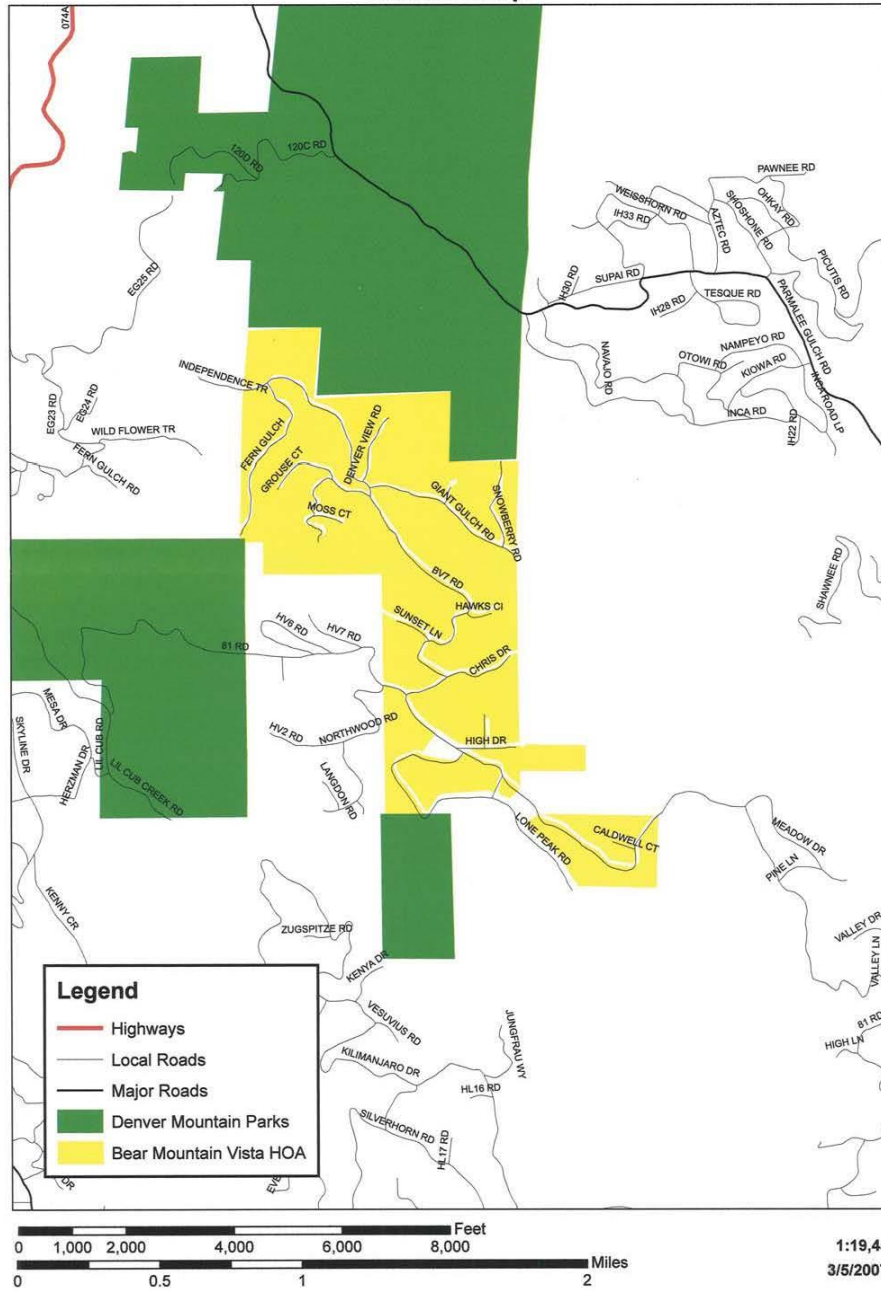 074A
120D RD
120C RD
PAWNEE RD
WEISSHORN RD
OHKAY RD
SHOSHONE RD
IH33 RD
AZTEC RD
PICUTIS RD
EG25 RD
IH30 RD
SUPAI RD
IH28 RD
TESQUE RD
PARMALEE GULCH RD
NAVAJO RD
NAMPEYO RD
OTOWI RD
KIOWA RD
INDEPENDENCE TR
INCA ROAD LP
EG23 RD
EG24 RD
INCA RD
IH22 RD
WILD FLOWER TR
FERN GULCH
DENVER VIEW RD
GROUSE CT
FERN GULCH RD
GIANT GULCH RD
SNOWBERRY RD
MOSS CT
BV7 RD
SHAWNEE RD
HAWKS CI
SUNSET LN
HV6 RD
HV7 RD
81 RD
CHRIS DR
MESA DR
SKYLINE DR
HV2 RD
NORTHWOOD RD
HIGH DR
LIL CUB RD
HERZMAN DR
LANGDON RD
LIL CUB CREEK RD
LONE PEAK RD
CALDWELL CT
MEADOW DR
PINE LN
KENNY CR
ZUGSPITZE RD
VALLEY DR
VALLEY LN
KENYA DR
VESUVIUS RD
JUNGFRAU WY
81 RD
HIGH LN
KILIMANJARO DR
HL16 RD
SILVERHORN RD
HL17 RD
EVE
DR
Legend
Highways
Local Roads
Major Roads
Denver Mountain Parks
Bear Mountain Vista HOA
Feet
0 1,000 2,000 4,000 6,000 8,000
Miles
0 0.5 1 2
1:19,4
3/5/200